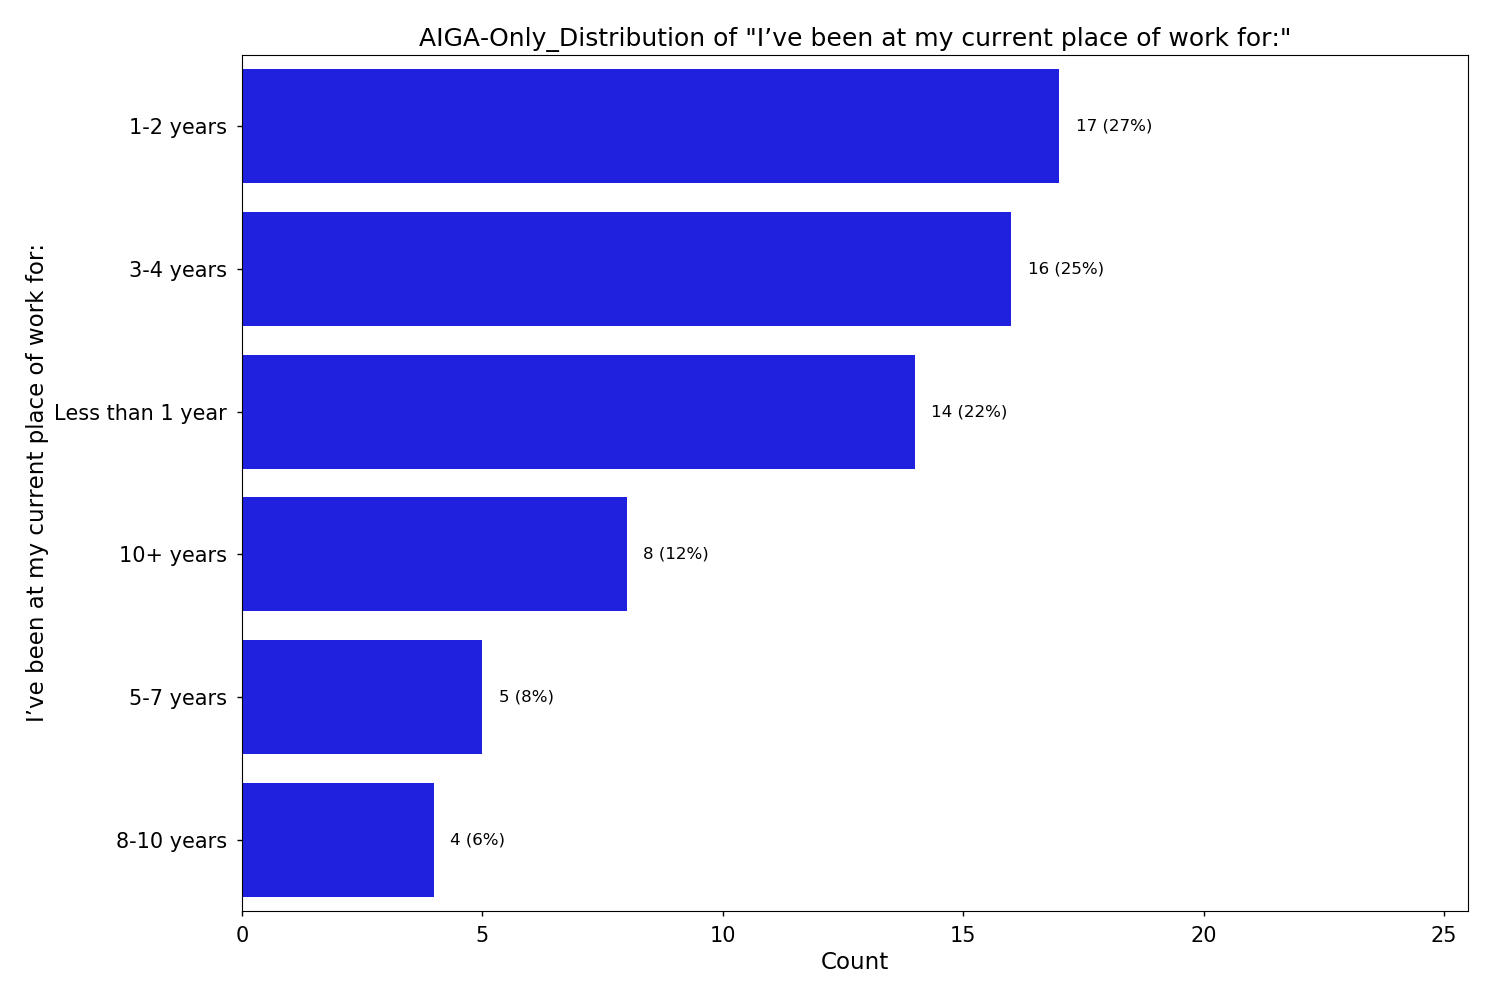 AIGA-Only_Distribution of "I’ve been at my current place of work for:"
I’ve been at my current place of work for:
1-2 years
17 (27%)
3-4 years
16 (25%)
Less than 1 year
14 (22%)
10+ years
8 (12%)
5-7 years
5 (8%)
8-10 years
4 (6%)
0 5 10 15 20 25
Count